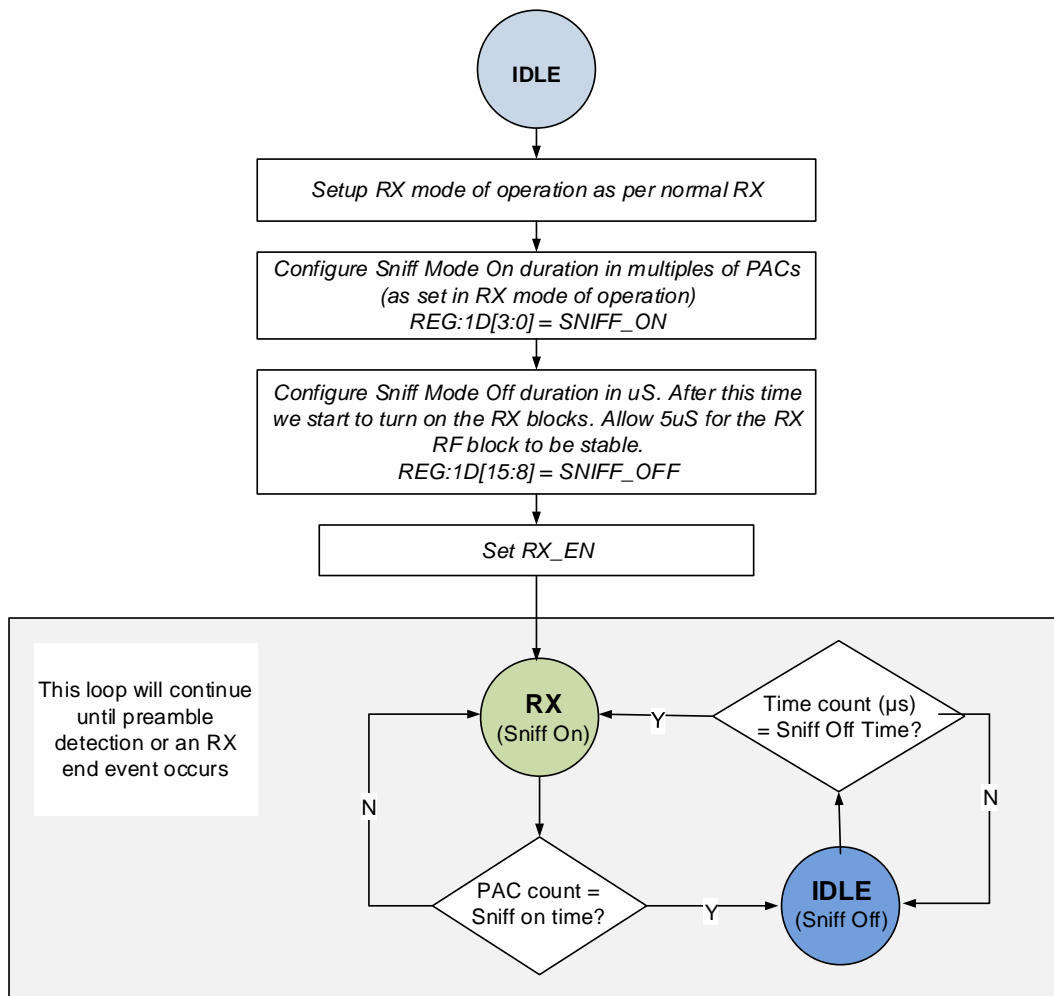 IDLE
Setup RX mode of operation as per normal RX
Configure Sniff Mode On duration in multiples of PACs
(as set in RX mode of operation)
REG:1D[3:0] = SNIFF_ON
Configure Sniff Mode Off duration in uS. After this time
we start to turn on the RX blocks. Allow 5uS for the RX
RF block to be stable.
REG:1D[15:8] = SNIFF_OFF
Set RX_EN
This loop will continue
until preamble
detection or an RX
end event occurs
RX
(Sniff On)
Y
Time count (µs)
= Sniff Off Time?
N
N
PAC count =
Sniff on time?
Y
IDLE
(Sniff Off)